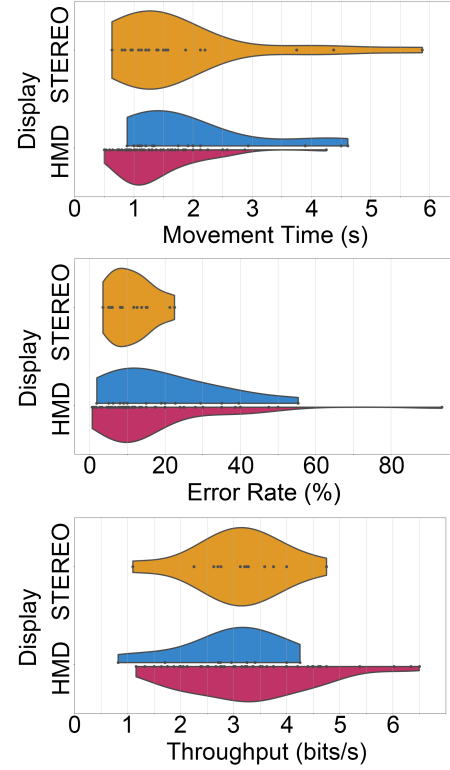 Display
STEREO
HMD
0 1 2 3 4 5 6
Movement Time (s)
Display
STEREO
HMD
0 20 40 60 80
Error Rate (%)
Display
STEREO
HMD
0 1 2 3 4 5 6
Throughput (bits/s)